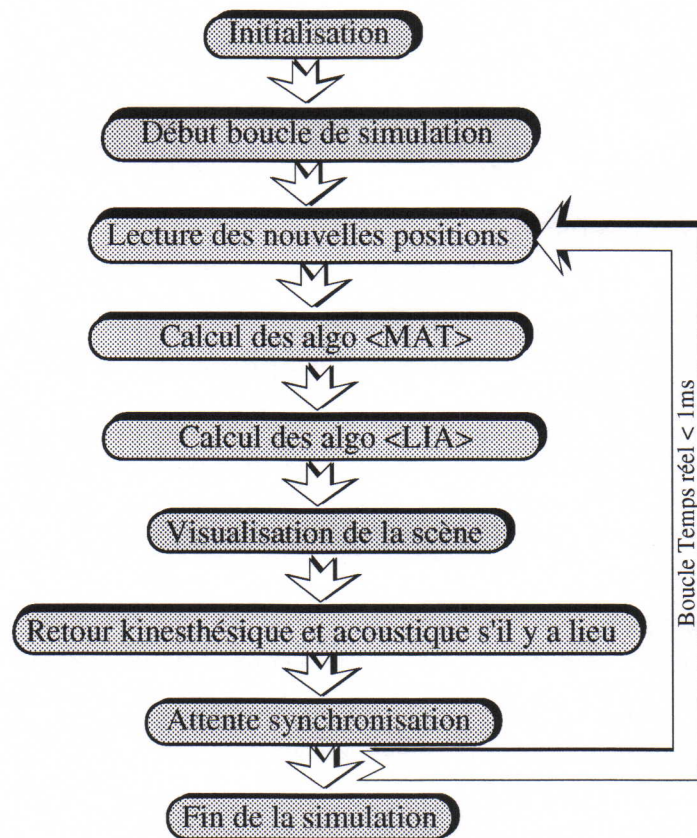 Initialisation
Début boucle de simulation
Lecture des nouvelles positions
Calcul des algo <MAT>
Calcul des algo <LIA>
Visualisation de la scène
Retour kinesthésique et acoustique s'il y a lieu
Attente synchronisation
Fin de la simulation
Boucle Temps réel < 1ms